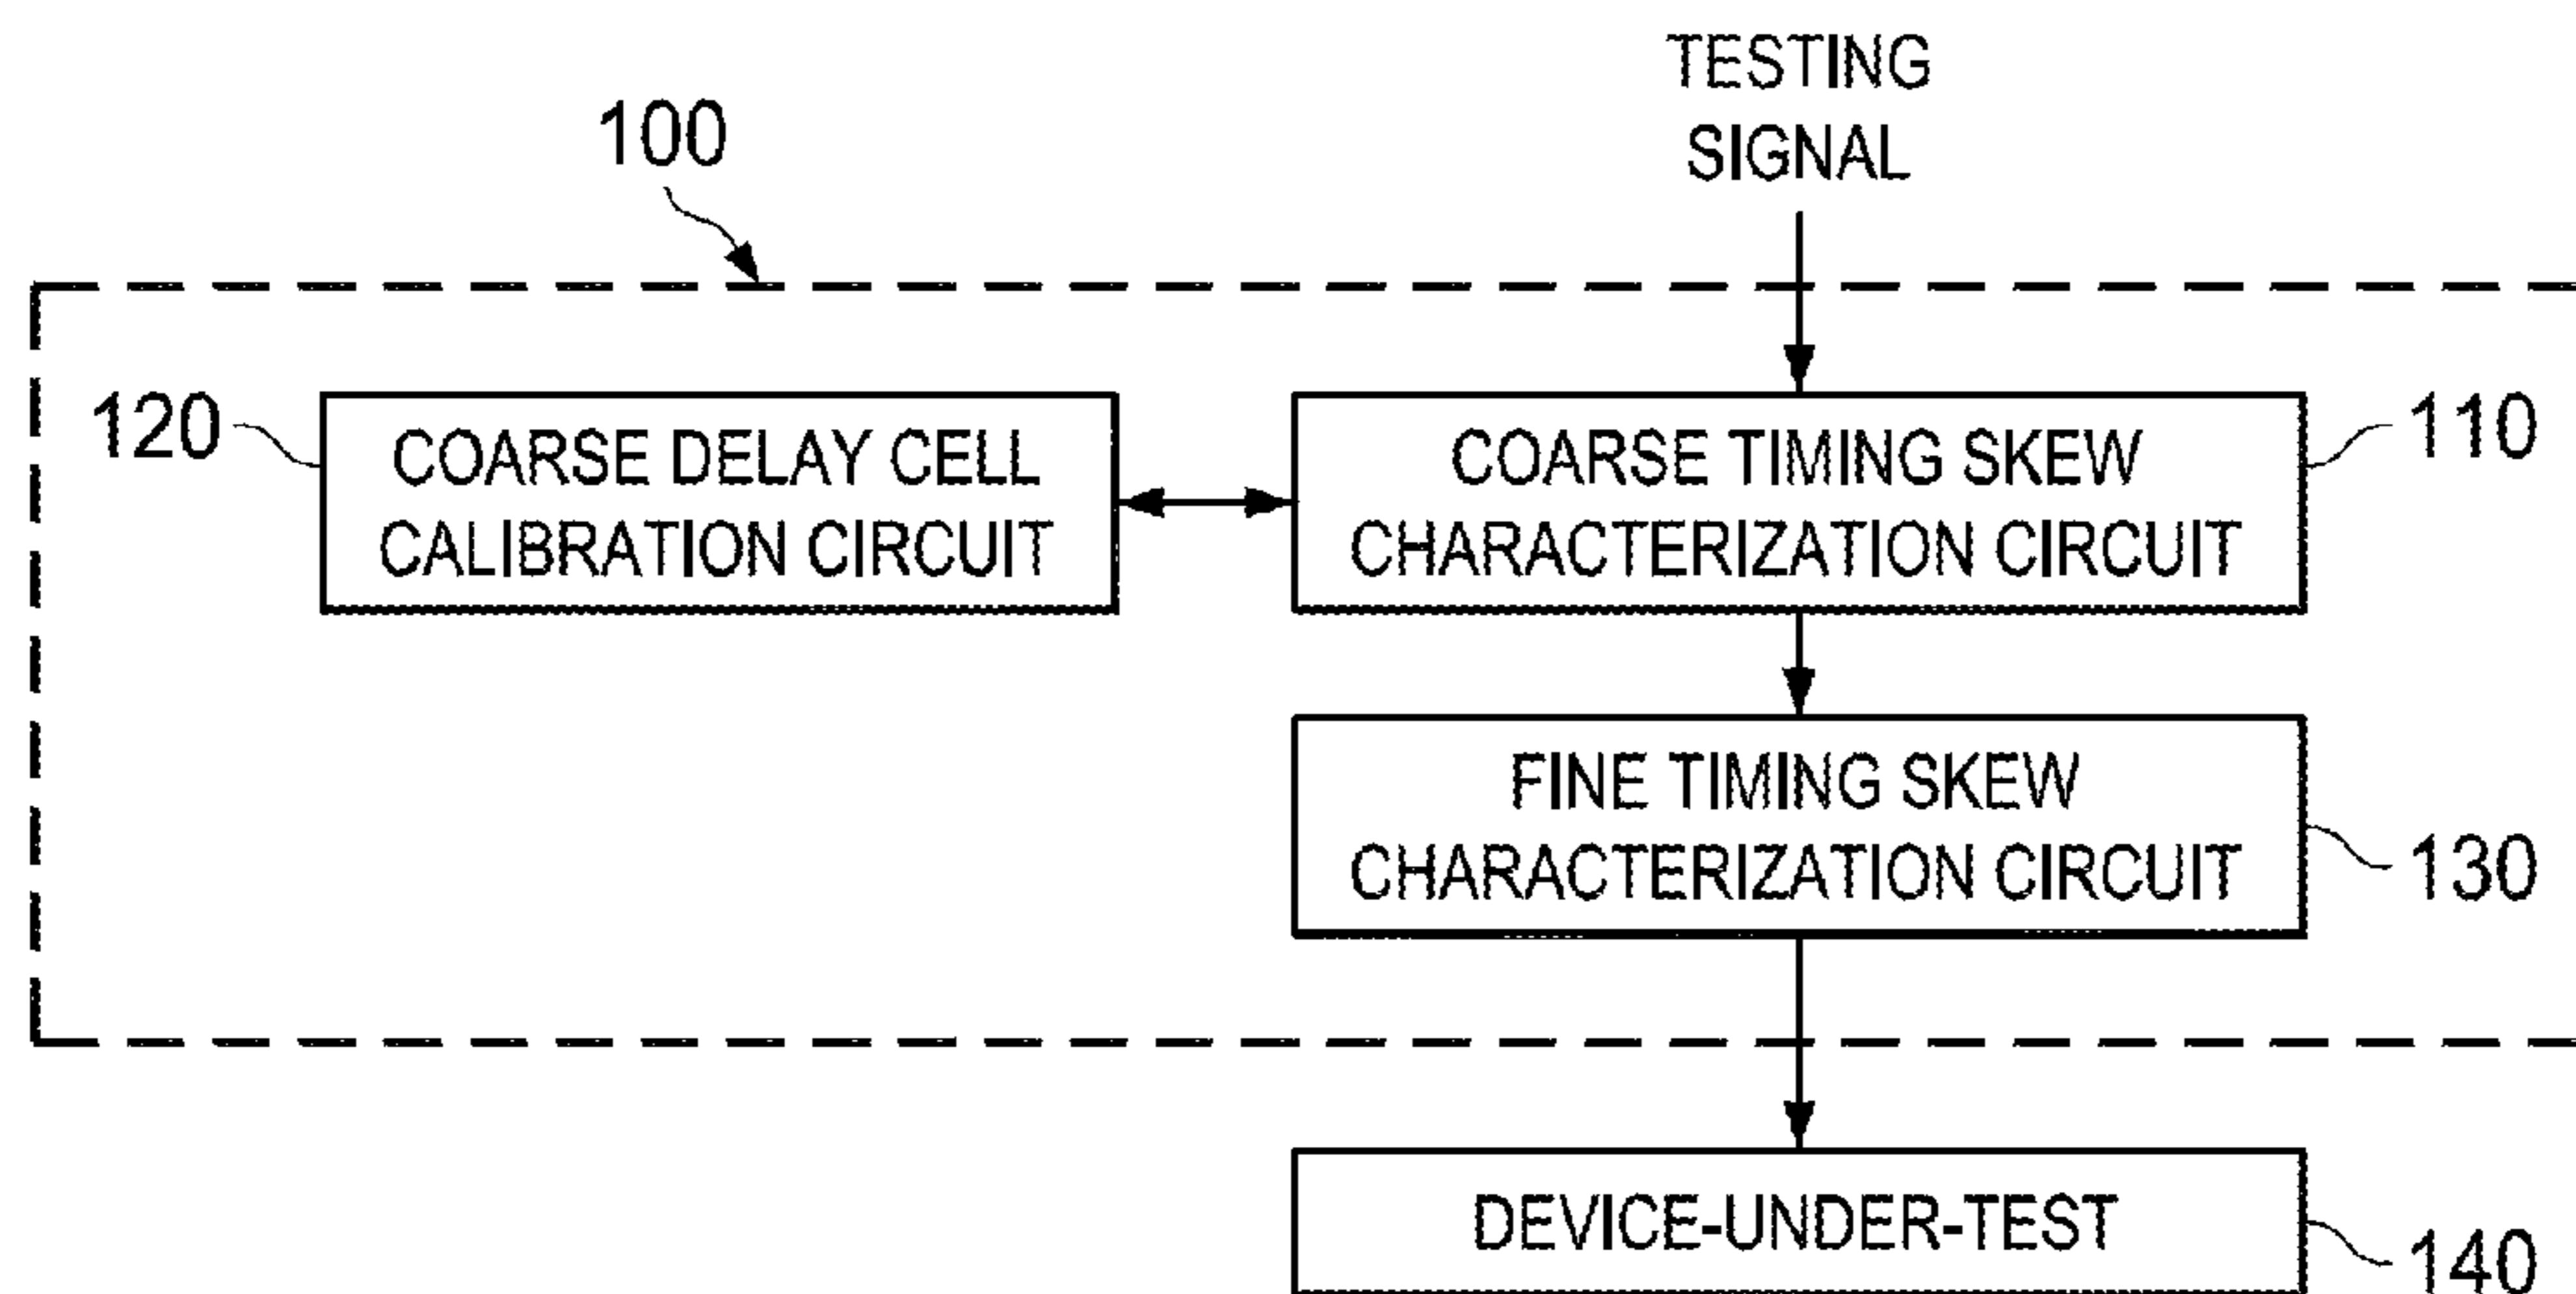 TESTING
SIGNAL
100
120
COARSE DELAY CELL
CALIBRATION CIRCUIT
COARSE TIMING SKEW
CHARACTERIZATION CIRCUIT
110
FINE TIMING SKEW
CHARACTERIZATION CIRCUIT
130
DEVICE-UNDER-TEST
140